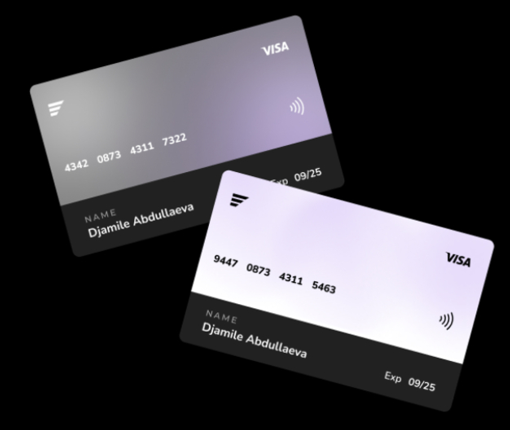 VISA
4342 0873 4311 7322
NAME
Djamile Abdullaeva
Exp 09/25
VISA
9447 0873 4311 5463
NAME
Djamile Abdullaeva
Exp 09/25